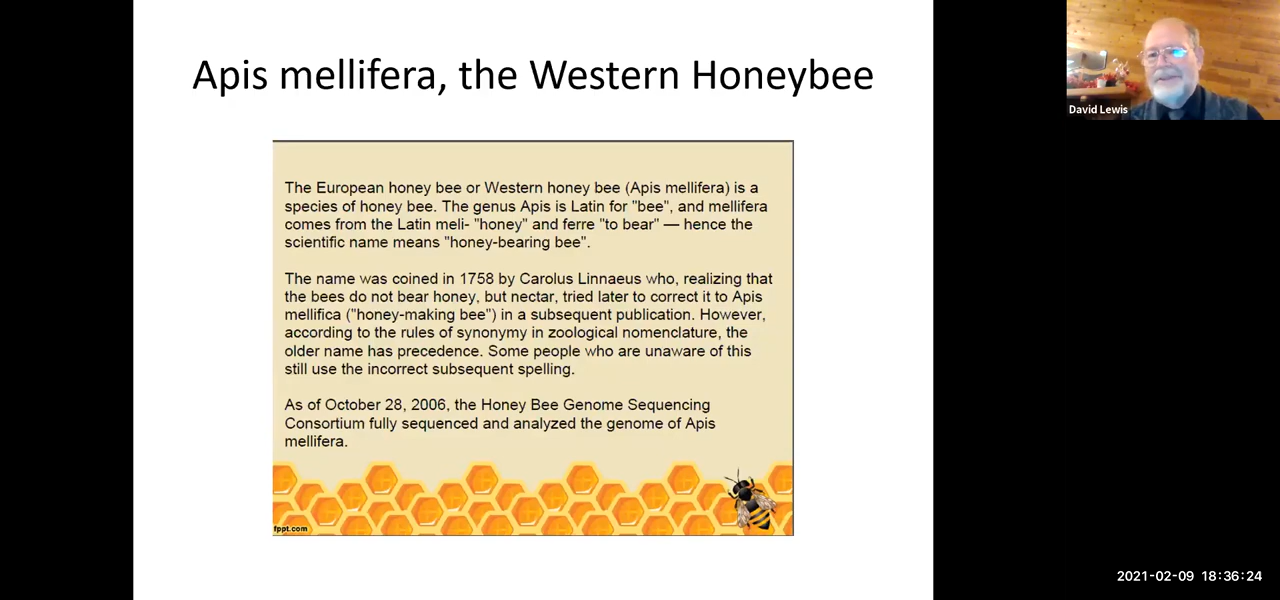 Apis mellifera, the Western Honeybee
David Lewis
The European honey bee or Western honey bee (Apis mellifera) is a
species of honey bee. The genus Apis is Latin for "bee", and mellifera
comes from the Latin meli- "honey" and ferre "to bear" — hence the
scientific name means "honey-bearing bee".
The name was coined in 1758 by Carolus Linnaeus who, realizing that
the bees do not bear honey, but nectar, tried later to correct it to Apis
mellifica ("honey-making bee") in a subsequent publication. However,
according to the rules of synonymy in zoological nomenclature, the
older name has precedence. Some people who are unaware of this
still use the incorrect subsequent spelling.
As of October 28, 2006, the Honey Bee Genome Sequencing
Consortium fully sequenced and analyzed the genome of Apis
mellifera.
fppt.com
2021-02-09 18:36:24